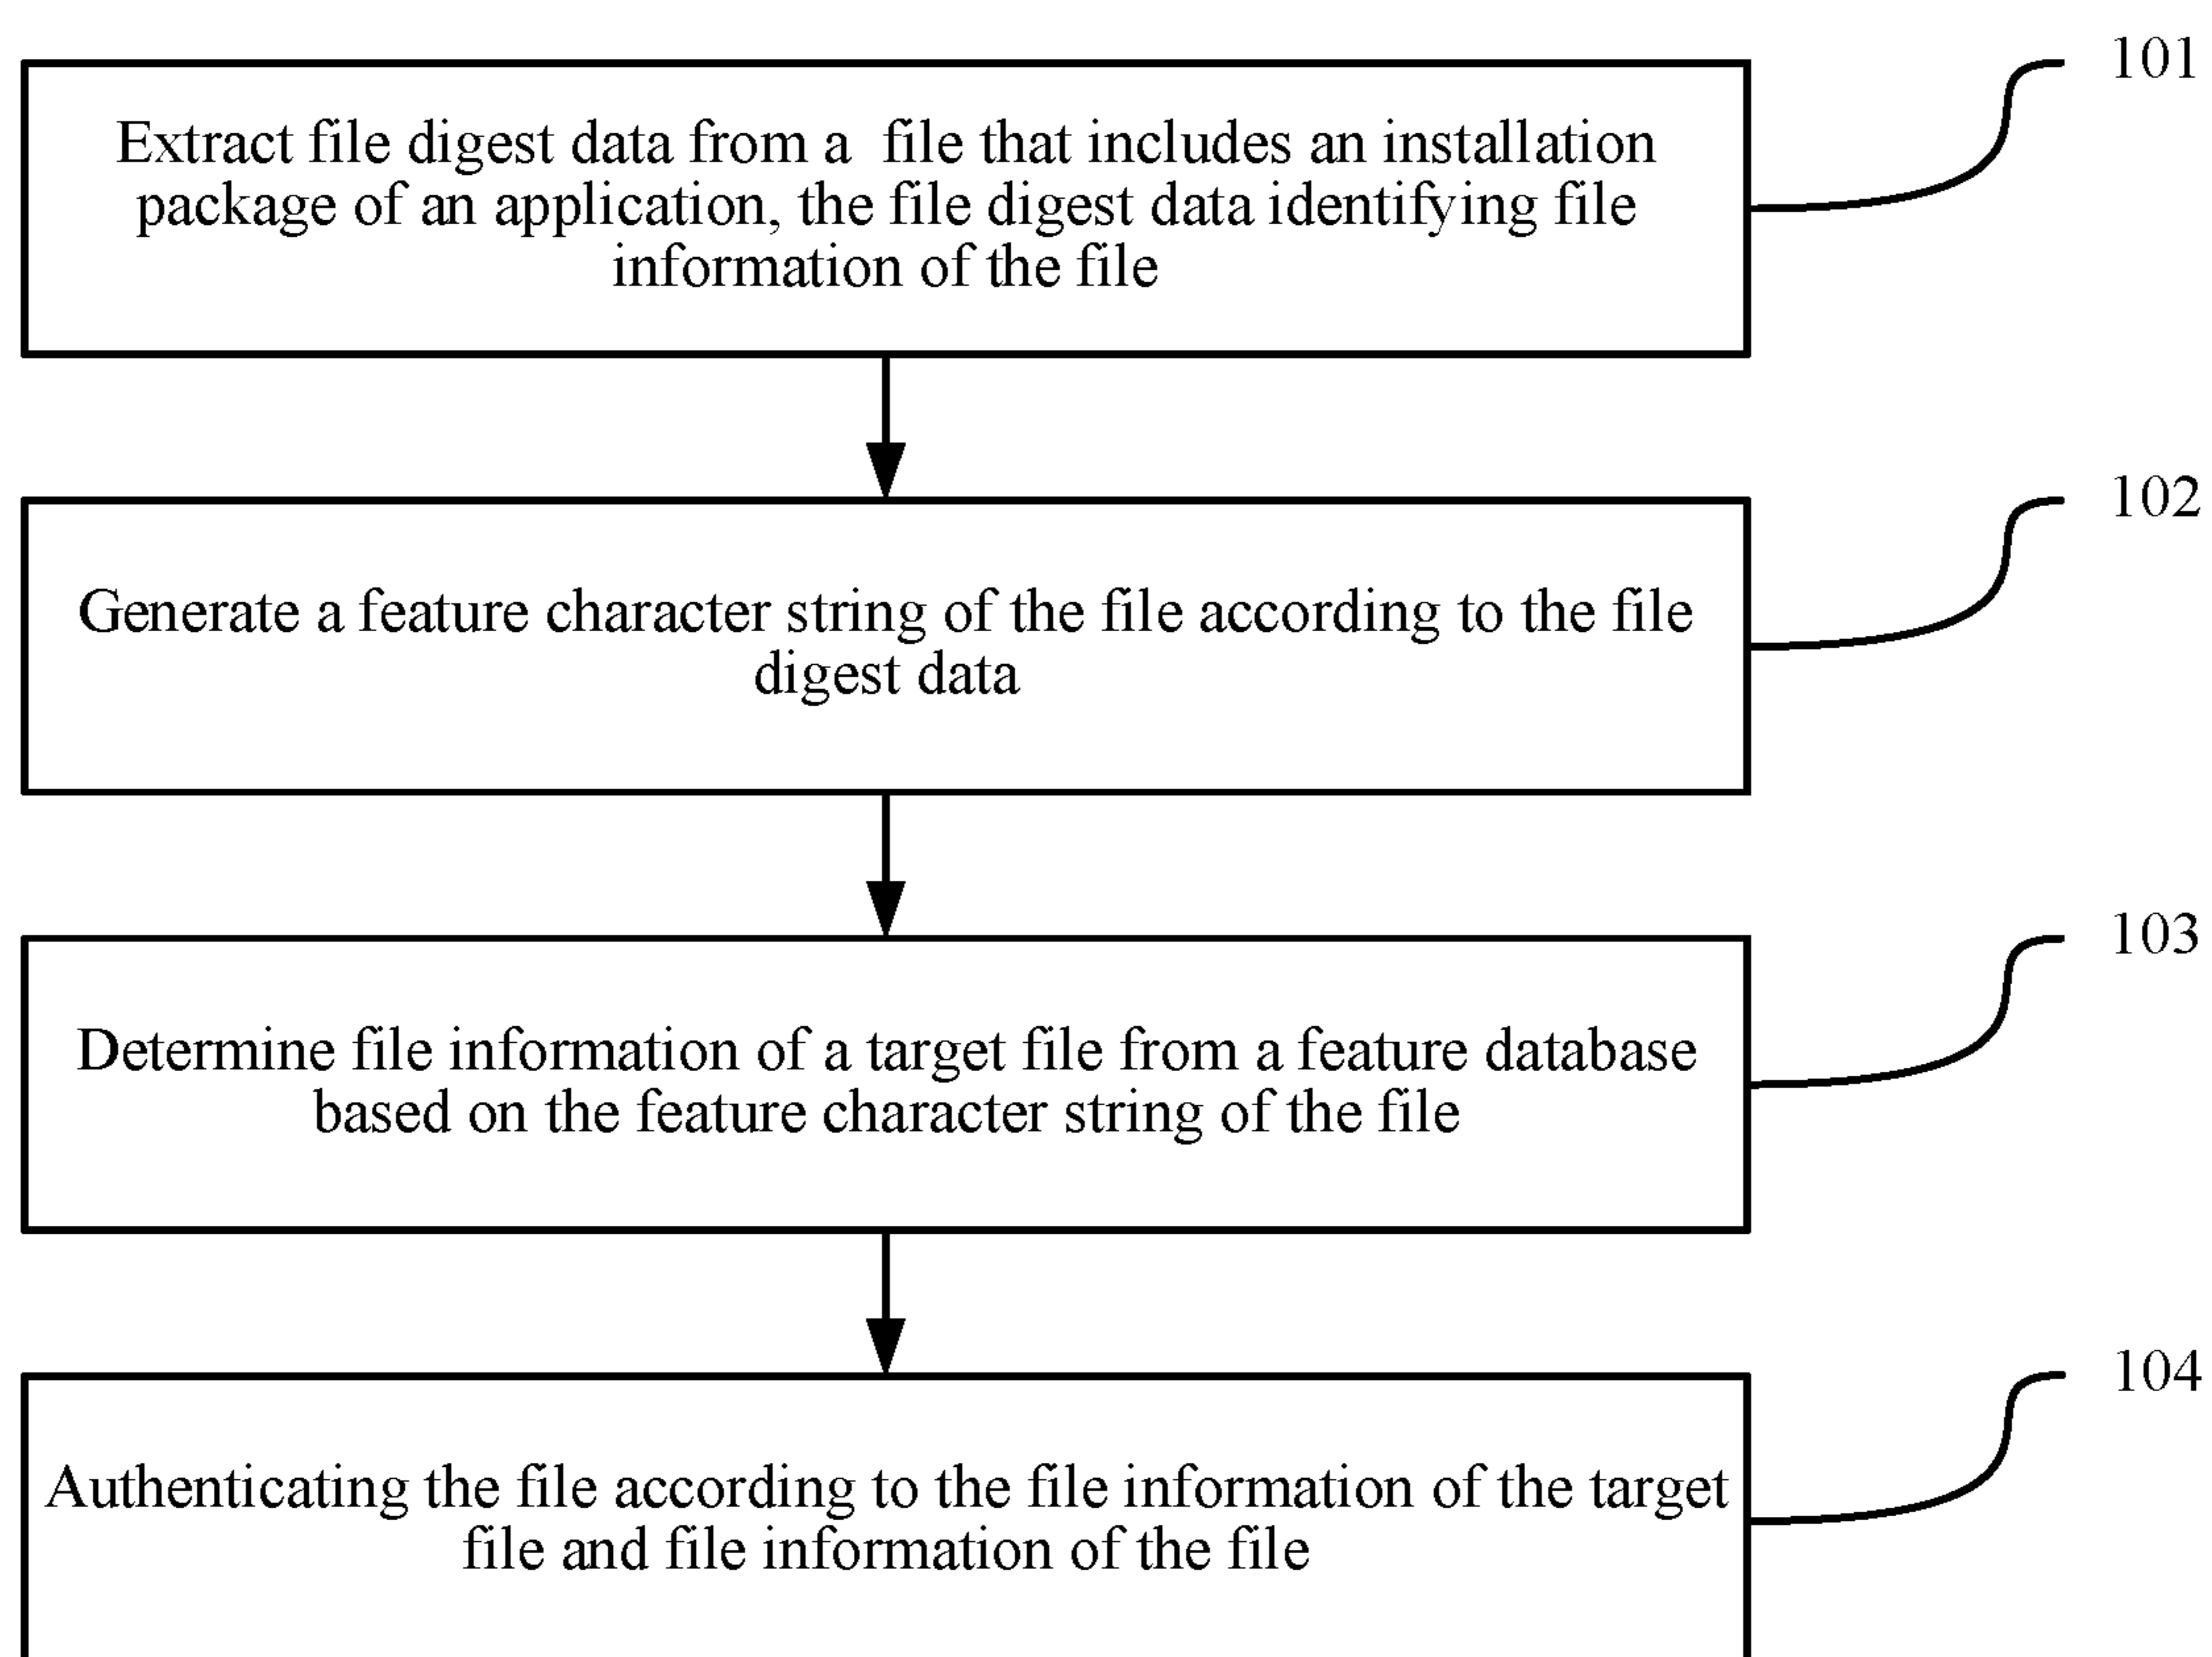 101
Extract file digest data from a file that includes an installation
package of an application, the file digest data identifying file
information of the file
102
Generate a feature character string of the file according to the file
digest data
103
Determine file information of a target file from a feature database
based on the feature character string of the file
104
Authenticating the file according to the file information of the target
file and file information of the file